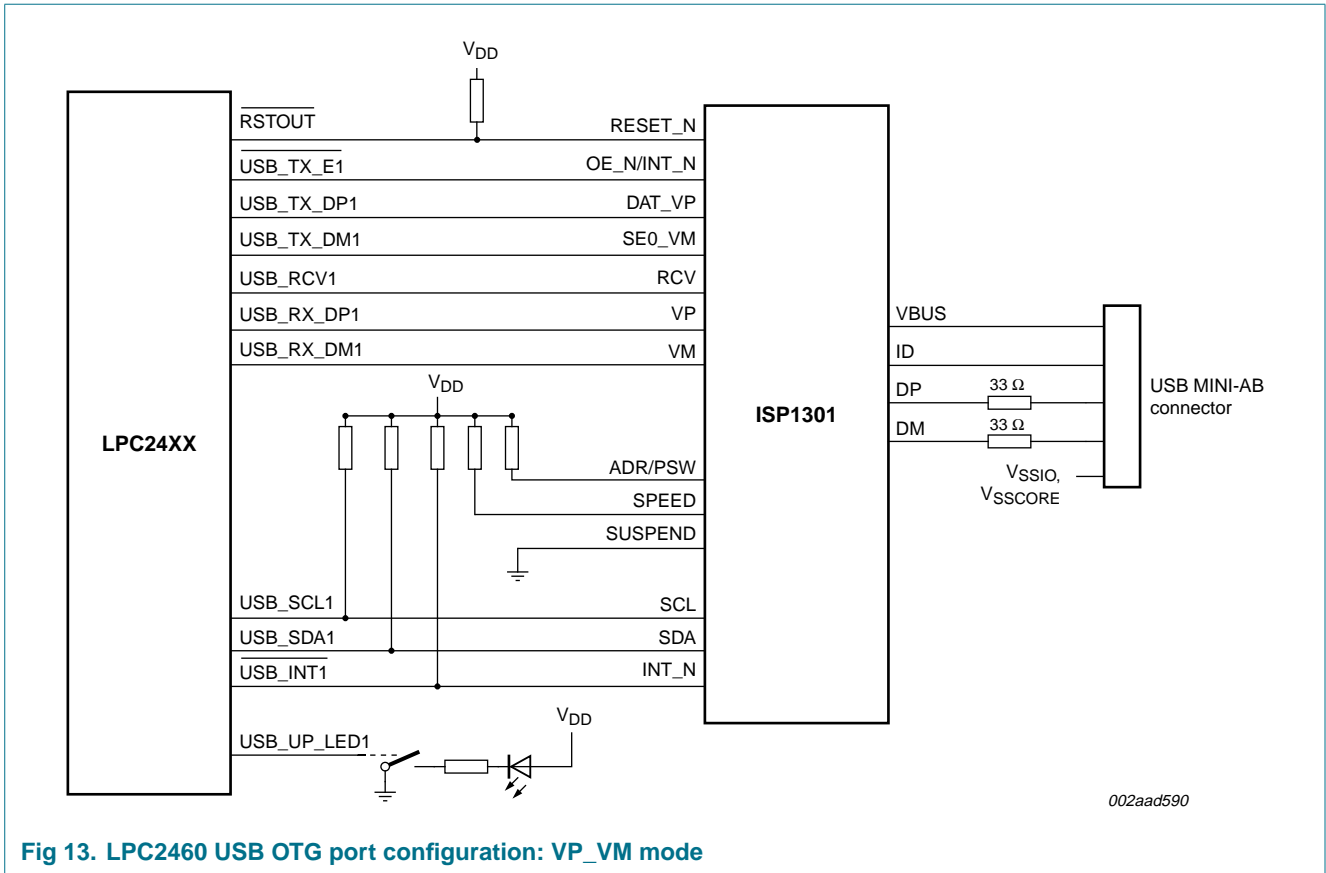 VDD
RSTOUT RESET_N
USB_TX_E1 OE_N/INT_N
USB_TX_DP1 DAT_VP
USB_TX_DM1 SE0_VM
USB_RCV1 RCV
USB_RX_DP1 VP
USB_RX_DM1 VM
LPC24XX
VDD
ADR/PSW
SPEED
SUSPEND
USB_SCL1 SCL
USB_SDA1 SDA
USB_INT1 INT_N
USB_UP_LED1
VDD
ISP1301
VBUS
ID
DP 33 Ω
DM 33 Ω
VSSIO,
VSSCORE
USB MINI-AB
connector
002aad590
Fig 13. LPC2460 USB OTG port configuration: VP_VM mode